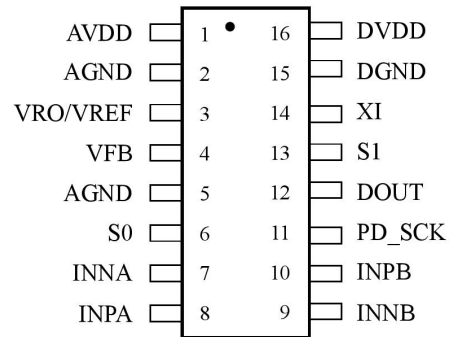 AVDD 1 16 DVDD
AGND 2 15 DGND
VRO/VREF 3 14 XI
VFB 4 13 S1
AGND 5 12 DOUT
S0 6 11 PD_SCK
INNA 7 10 INPB
INPA 8 9 INNB